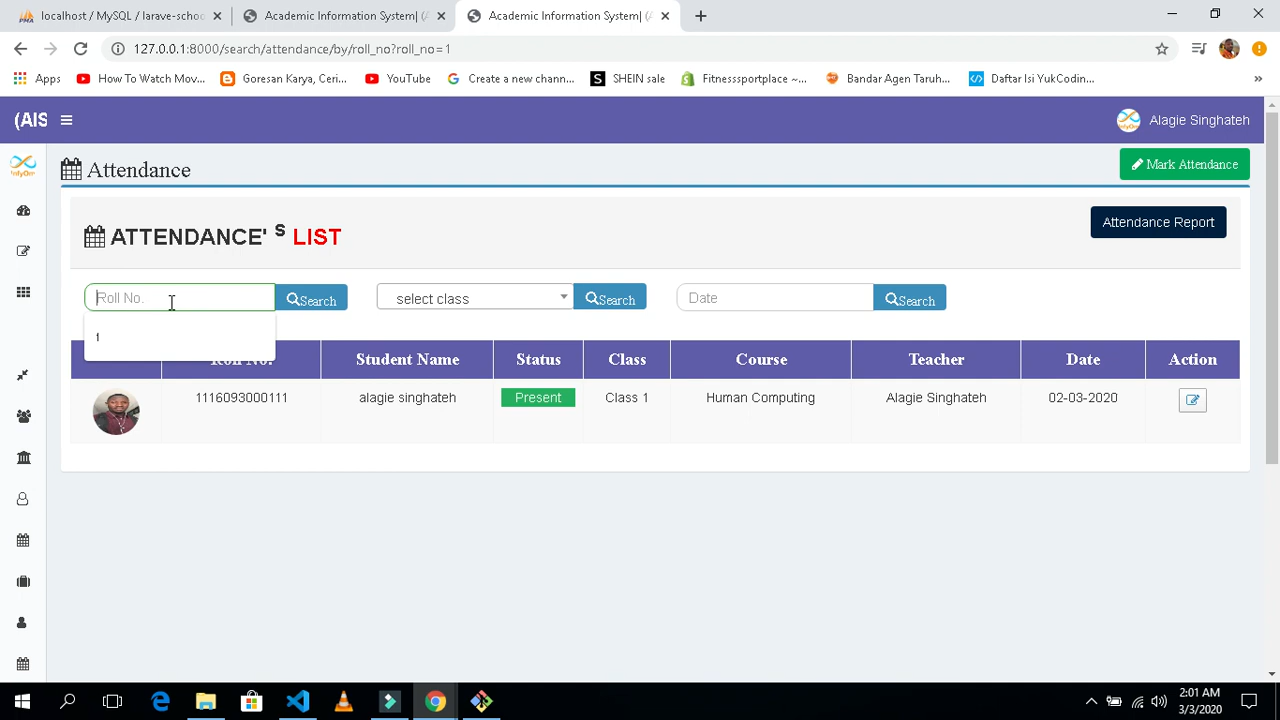 localhost / MySQL / larave-schoo
Academic Information System| (A
Academic Information System| (A
127.0.0.1:8000/search/attendance/by/roll_no?roll_no=1
Apps
How To Watch Mov...
Goresan Karya, Ceri...
YouTube
Create a new chann...
SHEIN sale
Fitnesssportplace ~...
Bandar Agen Taruh...
Daftar Isi YukCodin...
»
(AIS
Alagie Singhateh
Attendance
Mark Attendance
ATTENDANCE' S LIST
Attendance Report
Roll No.
Search
select class
Search
Date
Search
1
Roll No. Student Name Status Class Course Teacher Date Action
1116093000111 alagie singhateh Present Class 1 Human Computing Alagie Singhateh 02-03-2020
2:01 AM
3/3/2020